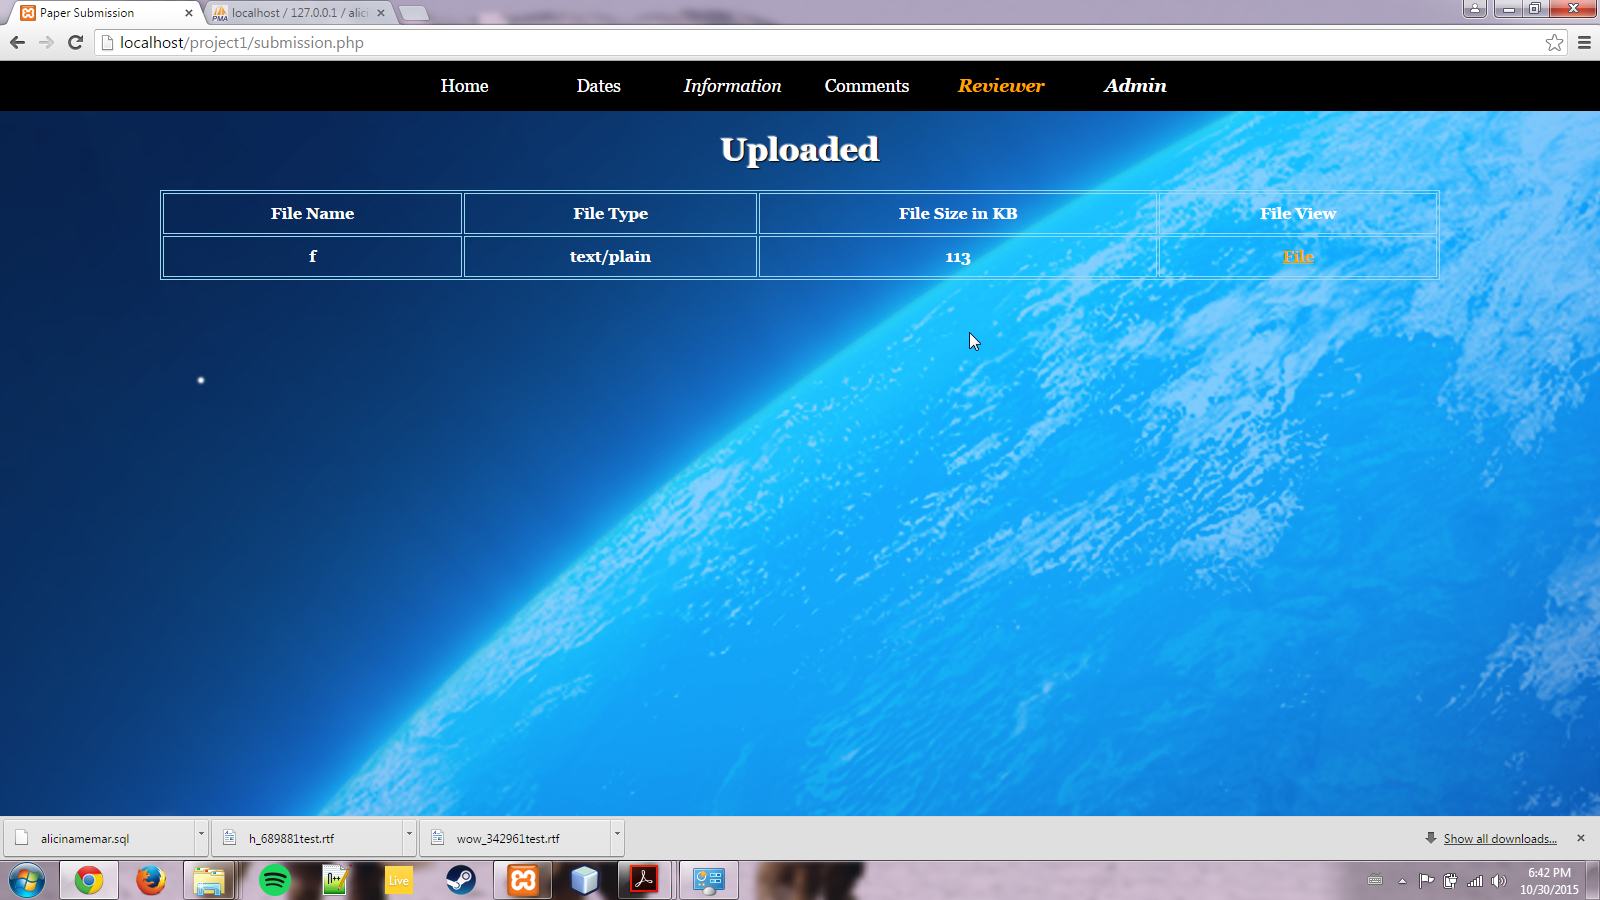 Paper Submission
localhost / 127.0.0.1 / alici
localhost/project1/submission.php
Home Dates Information Comments Reviewer Admin
Uploaded
File Name File Type File Size in KB File View
f text/plain 113 File
alicinamemar.sql h_689881test.rtf wow_342961test.rtf Show all downloads...
Live
6:42 PM
10/30/2015